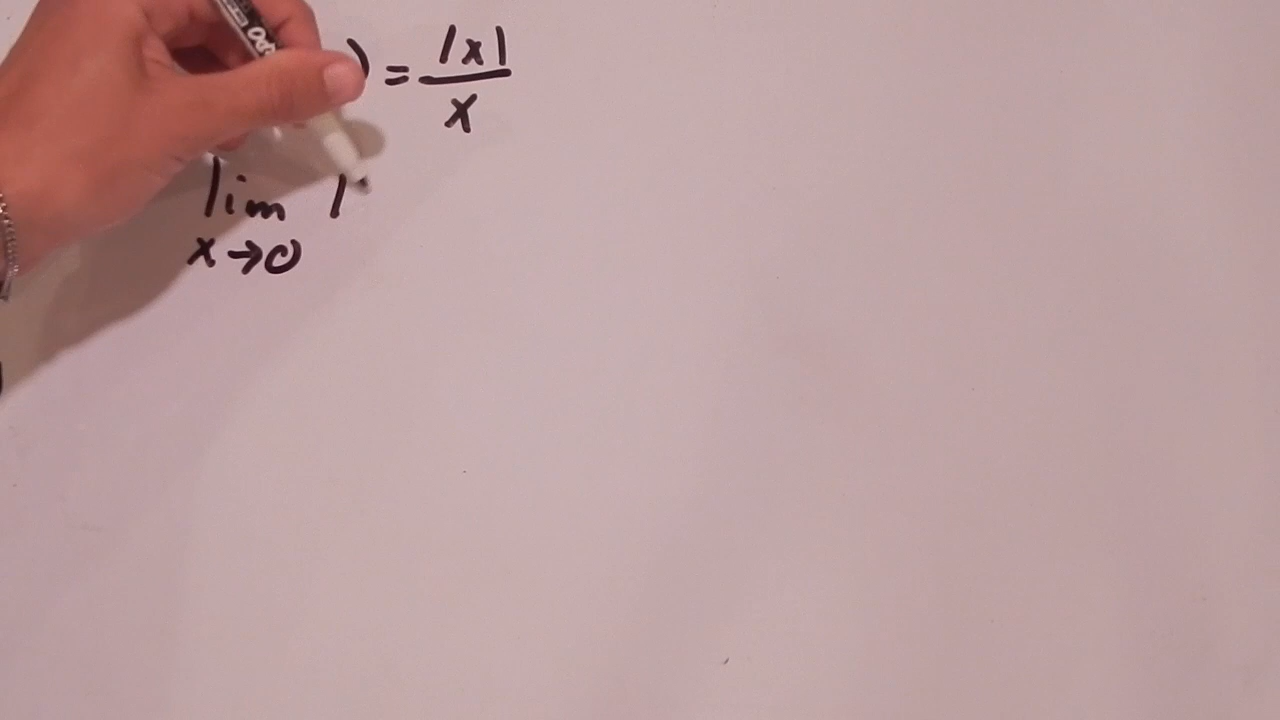 ) = |x| / x
lim
x→0